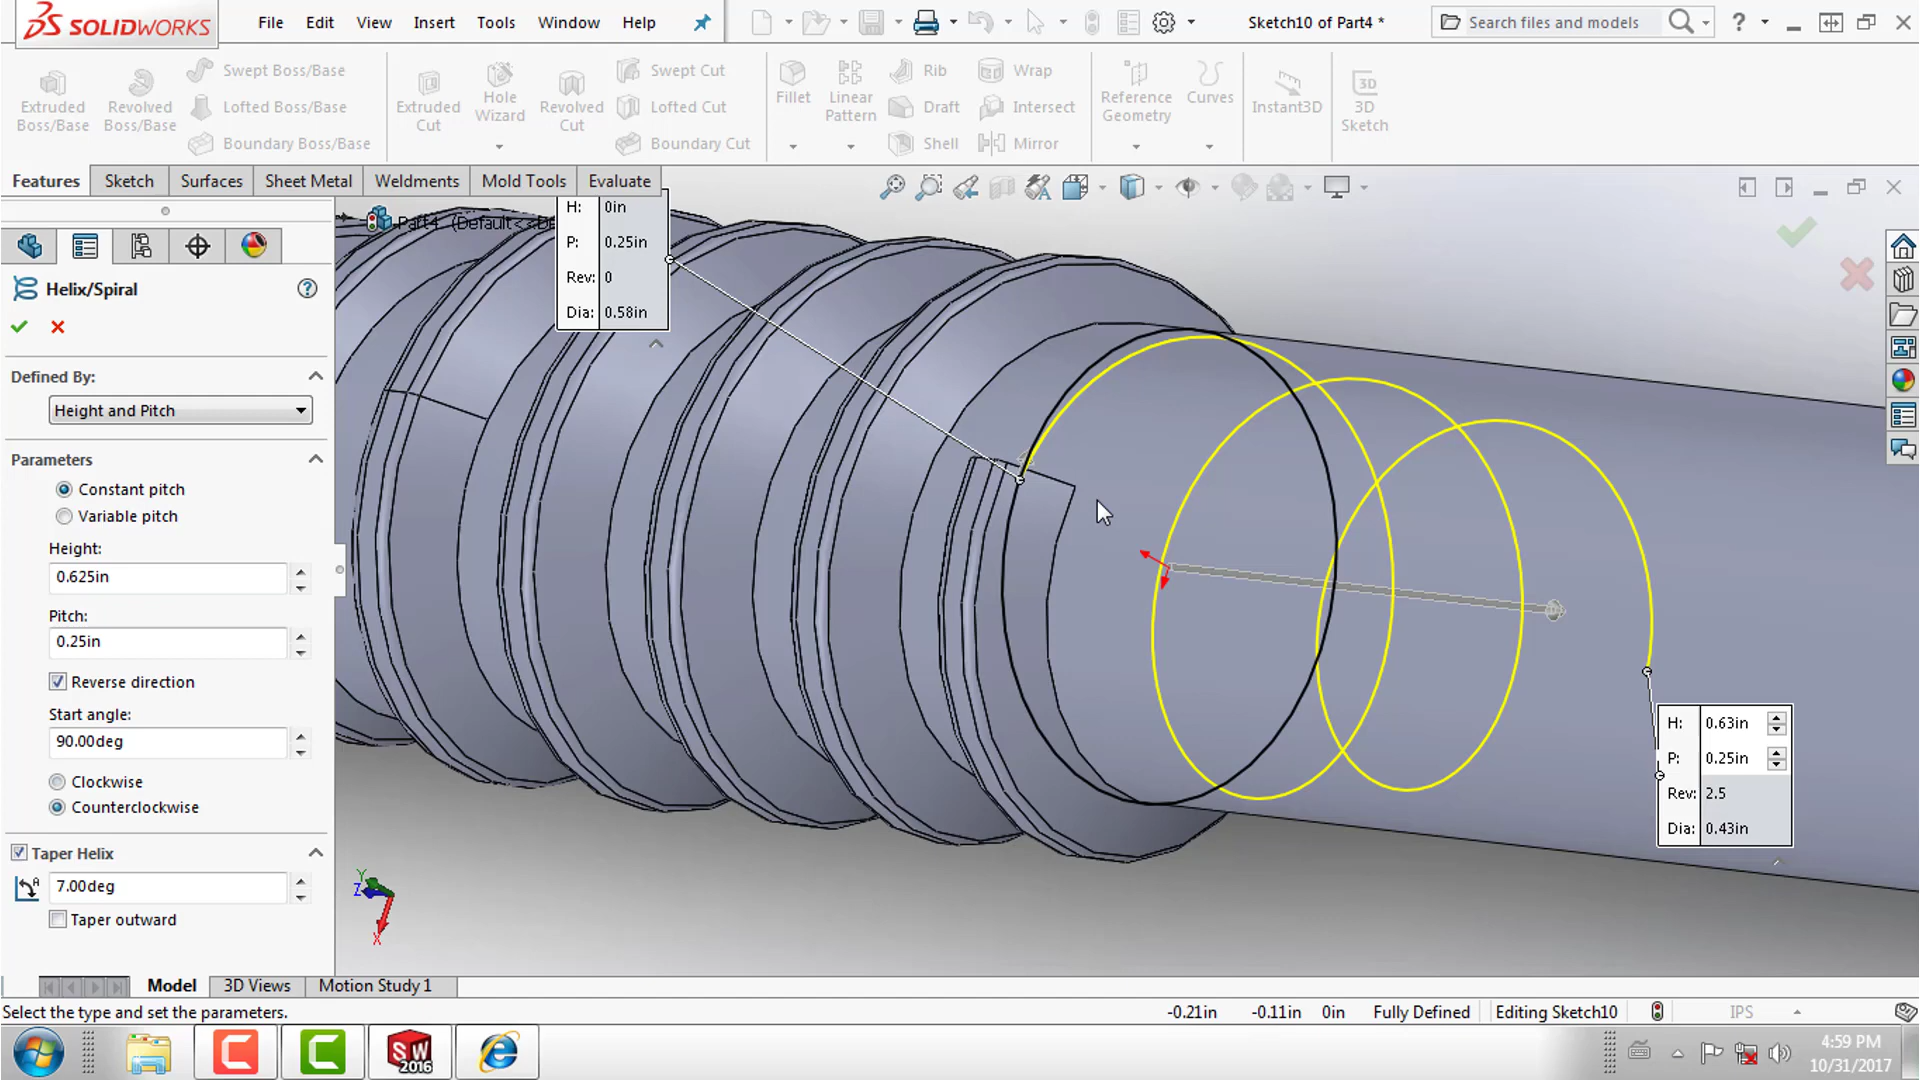 SOLIDWORKS
File
Edit
View
Insert
Tools
Window
Help
Sketch10 of Part4 *
Search files and models
?
Extruded
Boss/Base
Revolved
Boss/Base
Swept Boss/Base
Lofted Boss/Base
Boundary Boss/Base
Extruded
Cut
Hole
Wizard
Revolved
Cut
Swept Cut
Lofted Cut
Boundary Cut
Fillet
Linear
Pattern
Rib
Draft
Shell
Wrap
Intersect
Mirror
Reference
Geometry
Curves
Instant3D
3D
Sketch
Features
Sketch
Surfaces
Sheet Metal
Weldments
Mold Tools
Evaluate
Part4 (Default<<De
H: 0in
P: 0.25in
Rev: 0
Dia: 0.58in
Helix/Spiral
?
Defined By:
Height and Pitch
Parameters
Constant pitch
Variable pitch
Height:
0.625in
Pitch:
0.25in
Reverse direction
Start angle:
90.00deg
Clockwise
Counterclockwise
Taper Helix
7.00deg
Taper outward
H: 0.63in
P: 0.25in
Rev: 2.5
Dia: 0.43in
Y
Z
X
Model
3D Views
Motion Study 1
Select the type and set the parameters.
-0.21in
-0.11in
0in
Fully Defined
Editing Sketch10
IPS
SW
2016
4:59 PM
10/31/2017